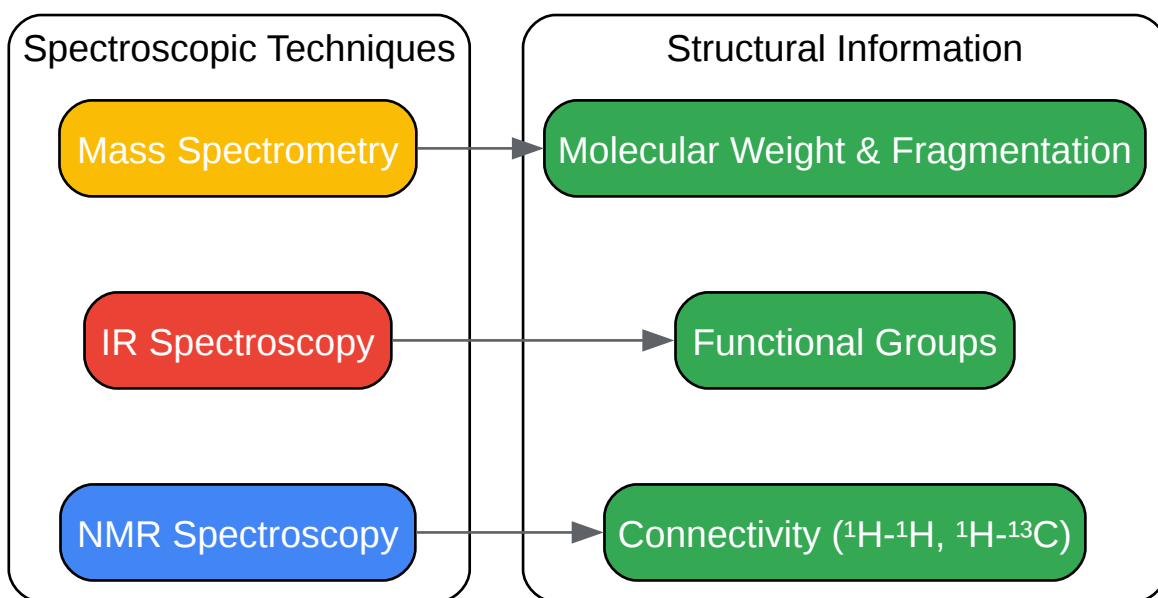 Spectroscopic Techniques
Structural Information
Mass Spectrometry
Molecular Weight & Fragmentation
IR Spectroscopy
Functional Groups
NMR Spectroscopy
Connectivity (¹H-¹H, ¹H-¹³C)